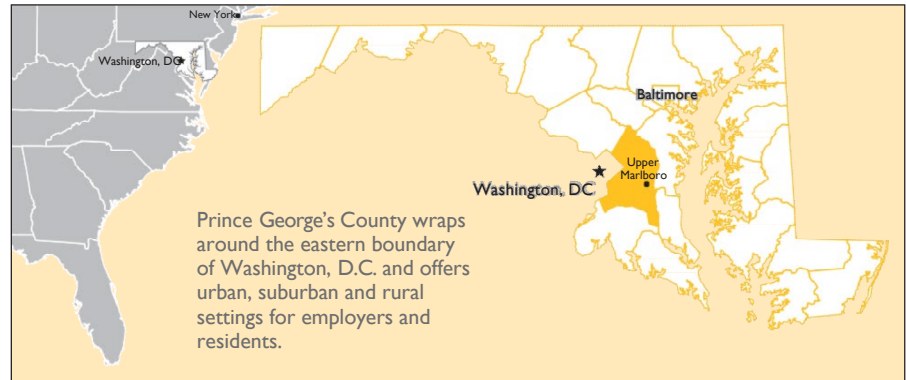 New York
Washington, DC
Baltimore
Upper
Marlboro
Washington, DC
Prince George's County wraps
around the eastern boundary
of Washington, D.C. and offers
urban, suburban and rural
settings for employers and
residents.